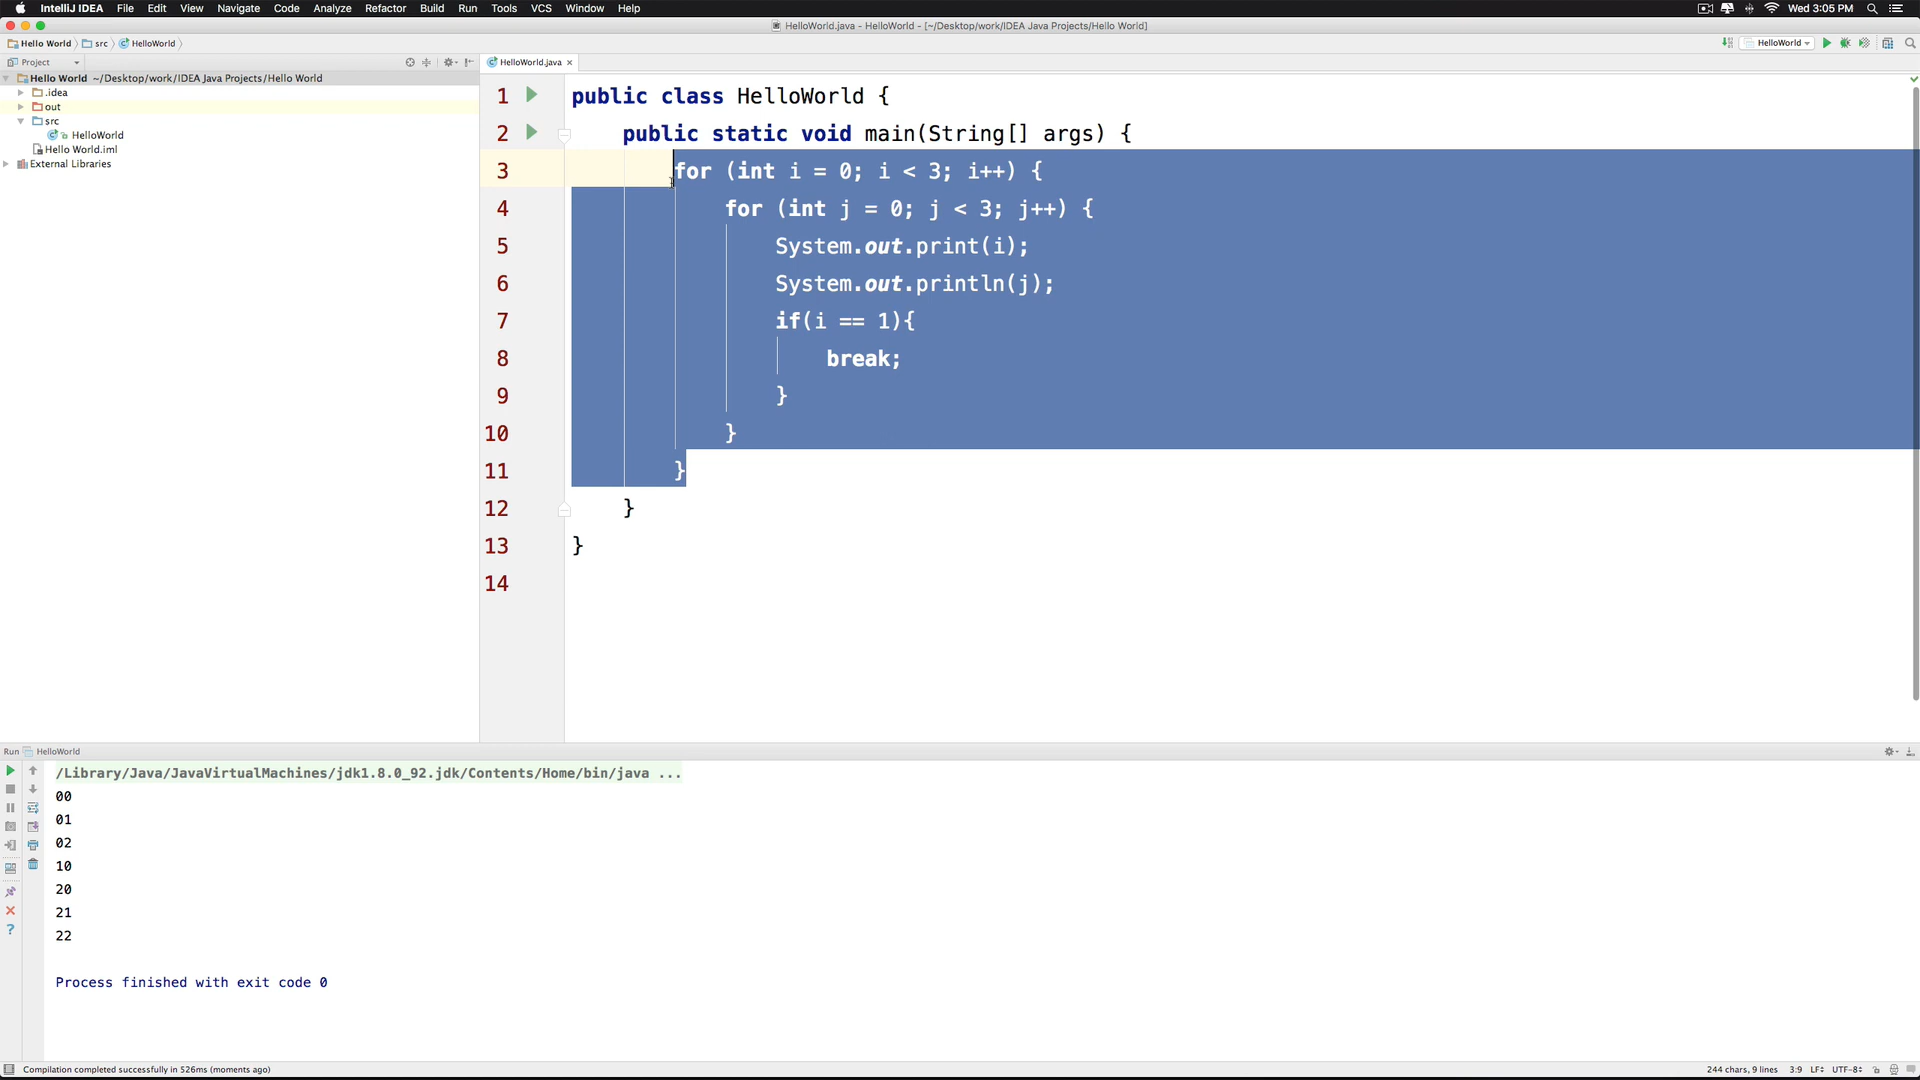 IntelliJ IDEA File Edit View Navigate Code Analyze Refactor Build Run Tools VCS Window Help Wed 3:05 PM
HelloWorld.java - HelloWorld - [~/Desktop/work/IDEA Java Projects/Hello World]
Hello World src HelloWorld HelloWorld
Project
HelloWorld.java
Hello World ~/Desktop/work/IDEA Java Projects/Hello World
.idea
out
src
HelloWorld
Hello World.iml
External Libraries
1 public class HelloWorld {
2 public static void main(String[] args) {
3 for (int i = 0; i < 3; i++) {
4 for (int j = 0; j < 3; j++) {
5 System.out.print(i);
6 System.out.println(j);
7 if(i == 1){
8 break;
9 }
10 }
11 }
12 }
13 }
14
Run HelloWorld
/Library/Java/JavaVirtualMachines/jdk1.8.0_92.jdk/Contents/Home/bin/java ...
00
01
02
10
20
21
22
Process finished with exit code 0
Compilation completed successfully in 526ms (moments ago) 244 chars, 9 lines 3:9 LF UTF-8